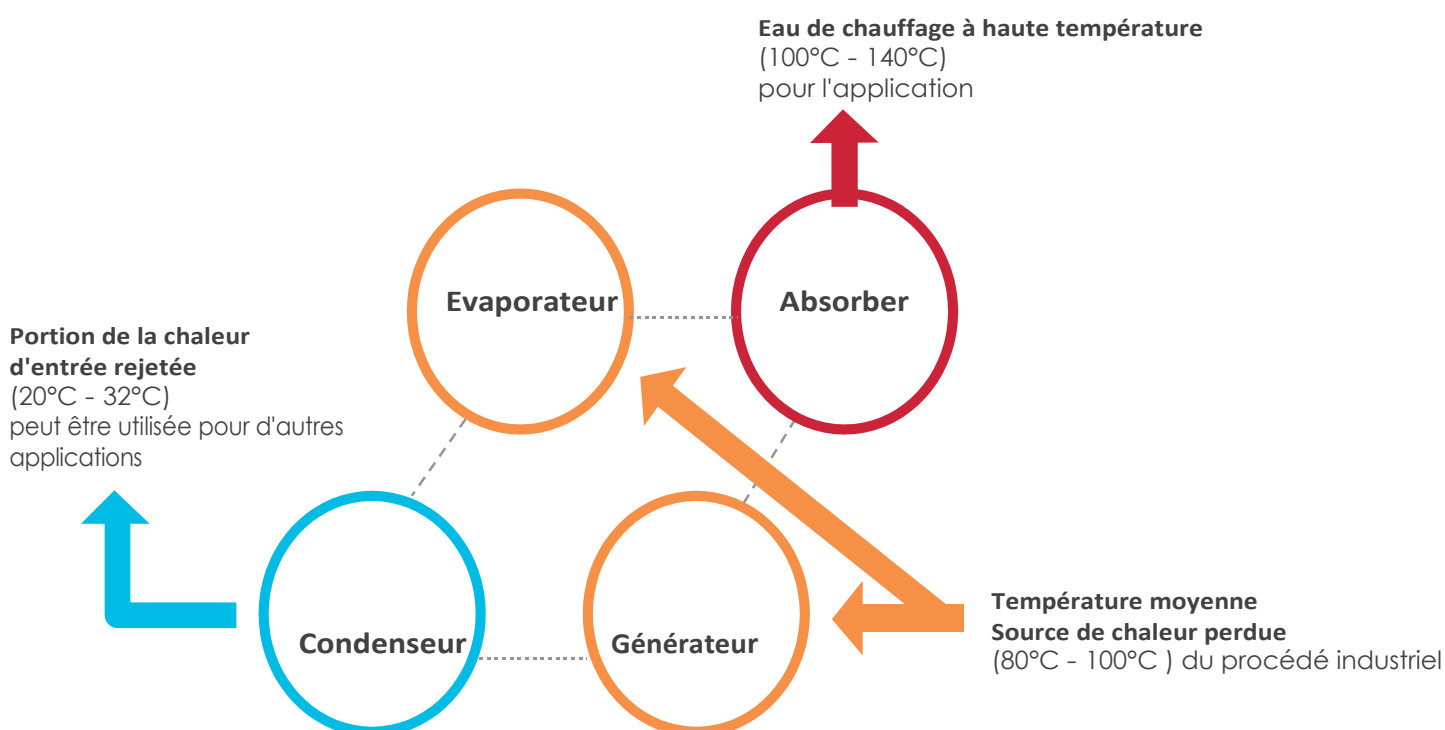 Eau de chauffage à haute température
(100°C - 140°C)
pour l'application
Evaporateur
Absorber
Portion de la chaleur
d'entrée rejetée
(20°C - 32°C)
peut être utilisée pour d'autres
applications
Condenseur
Générateur
Température moyenne
Source de chaleur perdue
(80°C - 100°C ) du procédé industriel